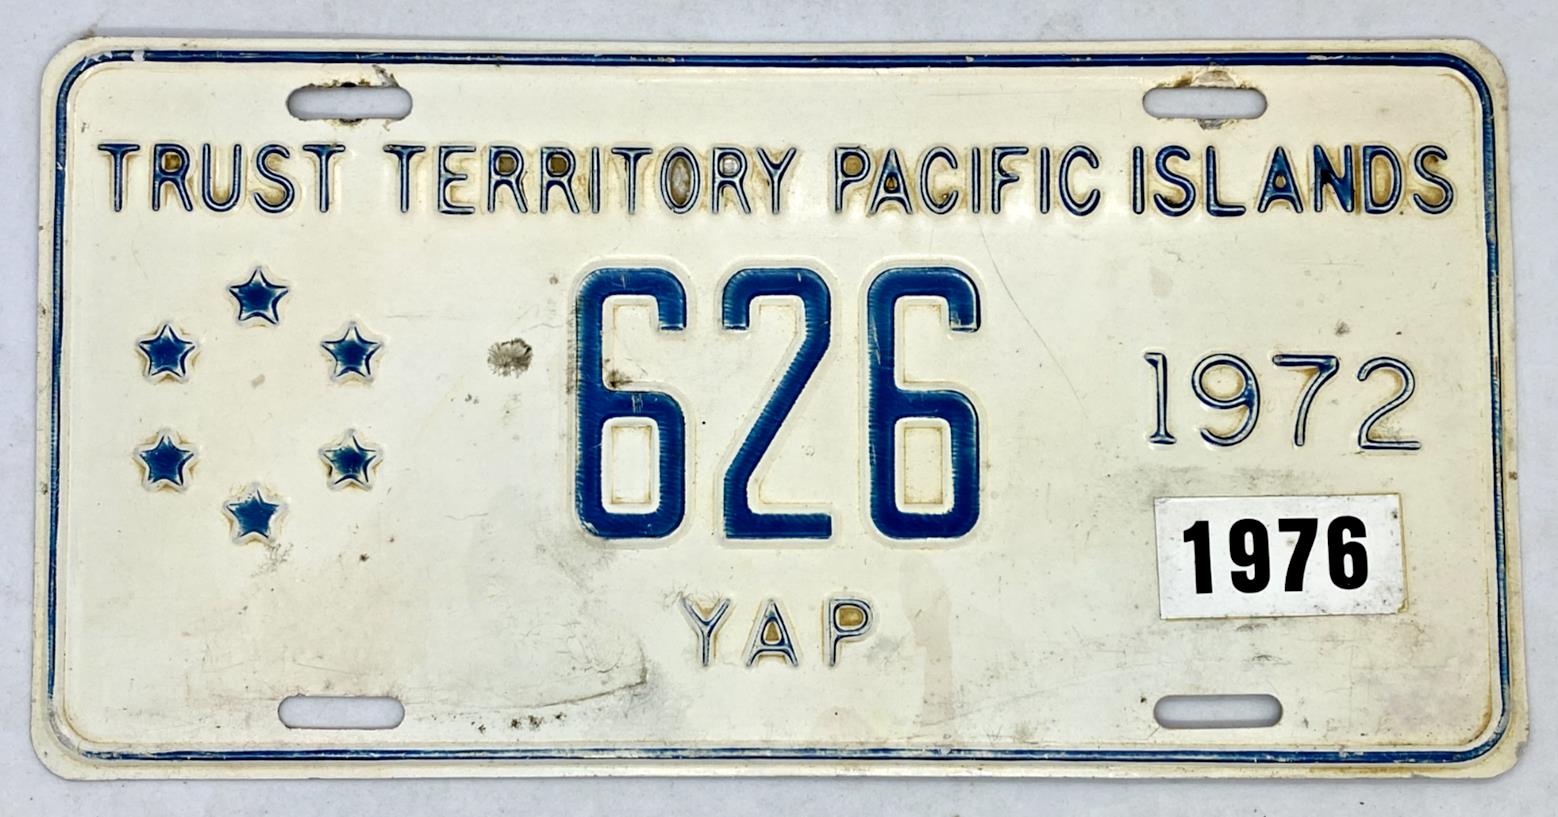 TRUST TERRITORY PACIFIC ISLANDS
626
1972
1976
YAP